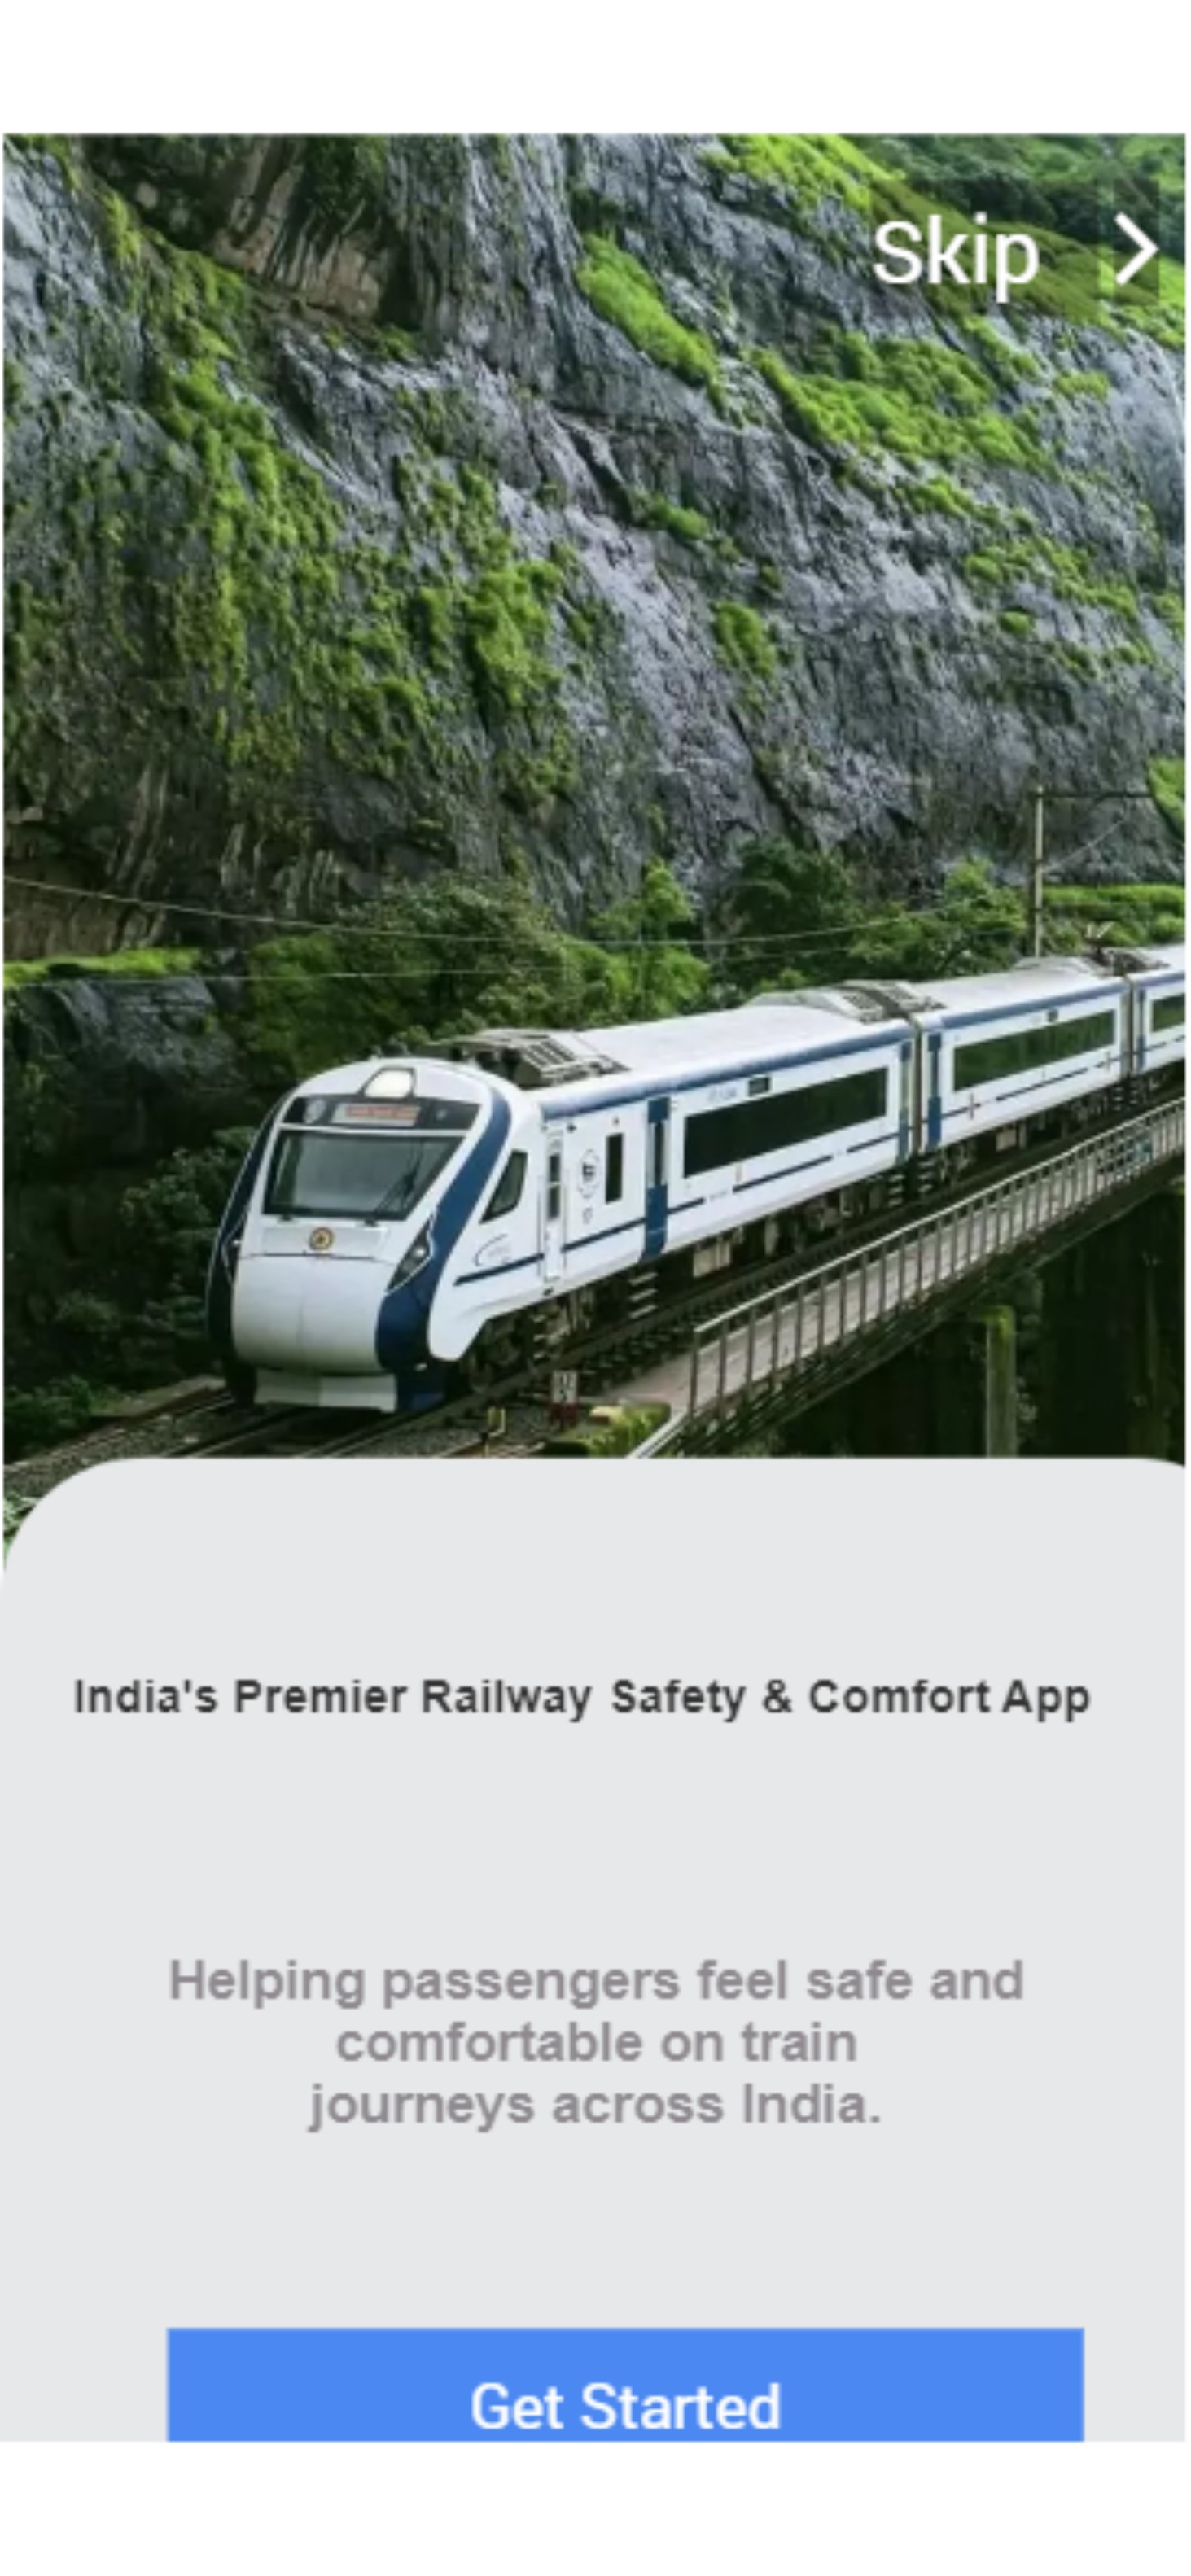 Skip
India's Premier Railway Safety & Comfort App
Helping passengers feel safe and
comfortable on train
journeys across India.
Get Started